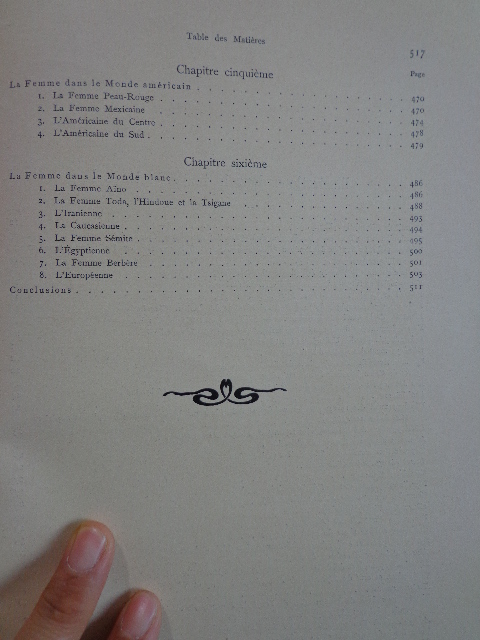 Table des Matières
517
Chapitre cinquième
Page
La Femme dans le Monde américain . . . . . . . . . . . . . . . . . . 470
1. La Femme Peau-Rouge . . . . . . . . . . . . . . . . . . 470
2. La Femme Mexicaine . . . . . . . . . . . . . . . . . . 474
3. L'Américaine du Centre . . . . . . . . . . . . . . . . . . 478
4. L'Américaine du Sud . . . . . . . . . . . . . . . . . . 479
Chapitre sixième
La Femme dans le Monde blanc . . . . . . . . . . . . . . . . . . 486
1. La Femme Aïno . . . . . . . . . . . . . . . . . . 486
2. La Femme Toda, l'Hindoue et la Tsigane . . . . . . . . . . . . 488
3. L'Iranienne . . . . . . . . . . . . . . . . . . 493
4. La Caucasienne . . . . . . . . . . . . . . . . . . 494
5. La Femme Sémite . . . . . . . . . . . . . . . . . . 495
6. L'Égyptienne . . . . . . . . . . . . . . . . . . 500
7. La Femme Berbère . . . . . . . . . . . . . . . . . . 501
8. L'Européenne . . . . . . . . . . . . . . . . . . 503
Conclusions . . . . . . . . . . . . . . . . . . 511